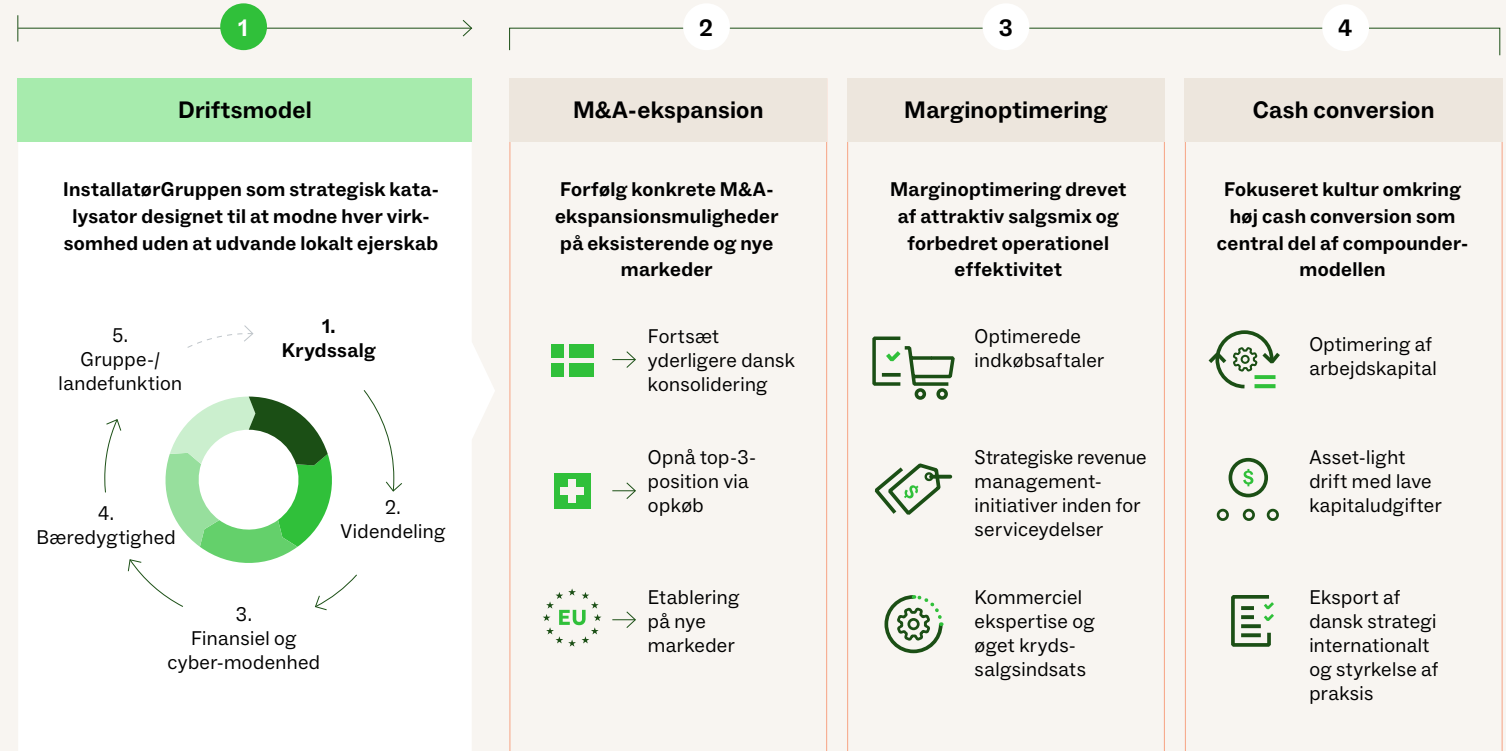 1
Driftsmodel
InstallatørGruppen som strategisk kata-
lysator designet til at modne hver virk-
somhed uden at udvande lokalt ejerskab
1.
Krydssalg
2.
Videndeling
3.
Finansiel og
cyber-modenhed
4.
Bæredygtighed
5.
Gruppe-/
landefunktion
2
M&A-ekspansion
Forfølg konkrete M&A-
ekspansionsmuligheder
på eksisterende og nye
markeder
Fortsæt
yderligere dansk
konsolidering
Opnå top-3-
position via
opkøb
EU
Etablering
på nye
markeder
3
Marginoptimering
Marginoptimering drevet
af attraktiv salgsmix og
forbedret operationel
effektivitet
Optimerede
indkøbsaftaler
$
Strategiske revenue
management-
initiativer inden for
serviceydelser
Kommerciel
ekspertise og
øget kryds-
salgsindsats
4
Cash conversion
Fokuseret kultur omkring
høj cash conversion som
central del af compounder-
modellen
Optimering af
arbejdskapital
$
Asset-light
drift med lave
kapitaludgifter
Eksport af
dansk strategi
internationalt
og styrkelse af
praksis